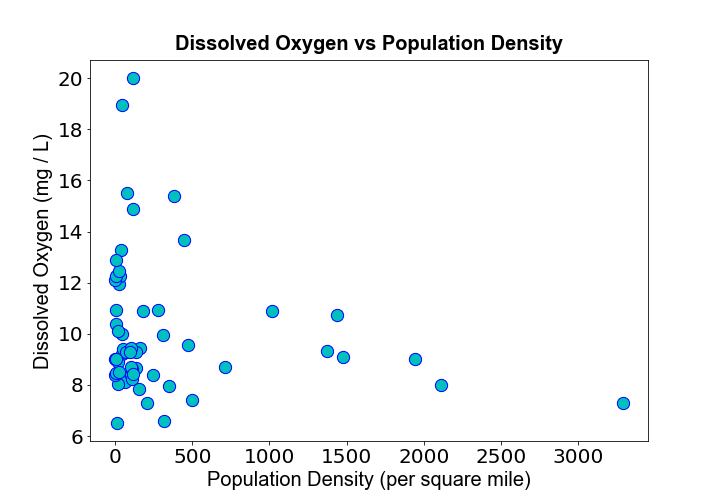 Dissolved Oxygen vs Population Density
Dissolved Oxygen (mg / L)
20
18
16
14
12
10
8
6
0 500 1000 1500 2000 2500 3000
Population Density (per square mile)